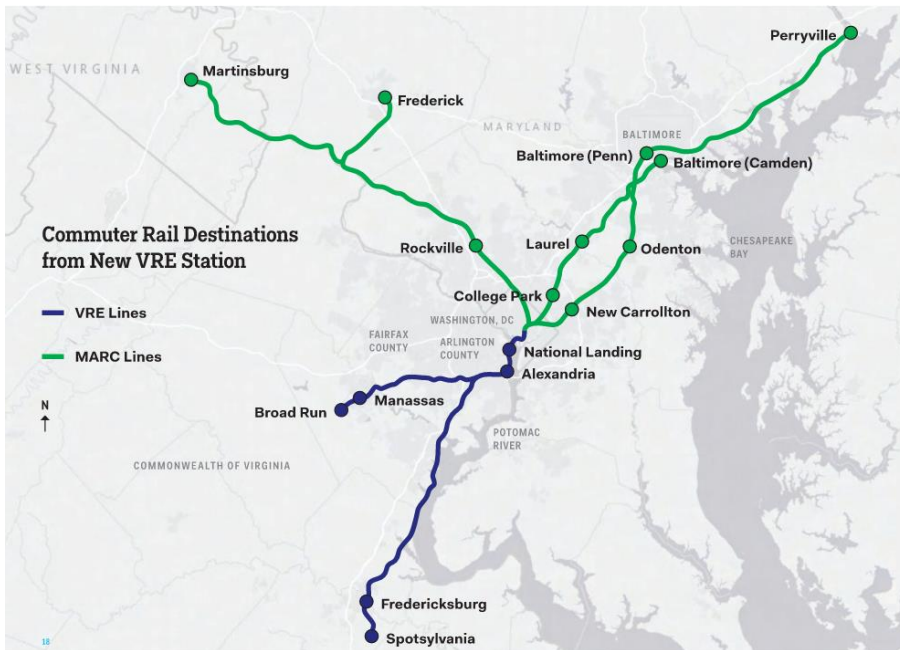 Perryville
WEST VIRGINIA
Martinsburg
Frederick
MARYLAND
BALTIMORE
Baltimore (Penn)
Baltimore (Camden)
Commuter Rail Destinations
from New VRE Station
Rockville
Laurel
Odenton
CHESAPEAKE
BAY
College Park
New Carrollton
VRE Lines
WASHINGTON, DC
FAIRFAX
COUNTY
ARLINGTON
COUNTY
National Landing
MARC Lines
Alexandria
Manassas
Broad Run
N
POTOMAC
RIVER
COMMONWEALTH OF VIRGINIA
Fredericksburg
Spotsylvania
18